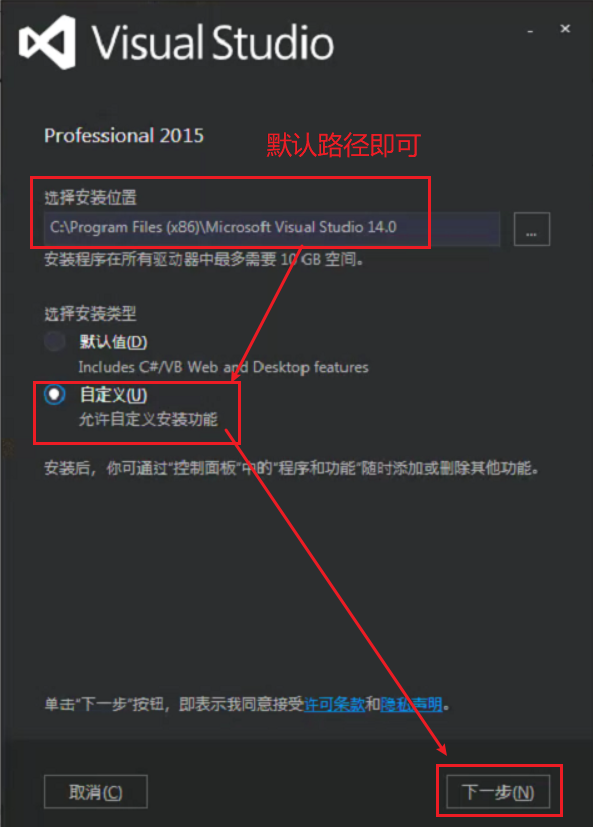 Visual Studio
Professional 2015
默认路径即可
选择安装位置
C:\Program Files (x86)\Microsoft Visual Studio 14.0
...
安装程序在所有驱动器中最多需要 10 GB 空间。
选择安装类型
默认值(D)
Includes C#/VB Web and Desktop features
自定义(U)
允许自定义安装功能
安装后，你可通过“控制面板”中的“程序和功能”随时添加或删除其他功能。
单击“下一步”按钮，即表示我同意接受许可条款和隐私声明。
取消(C)
下一步(N)